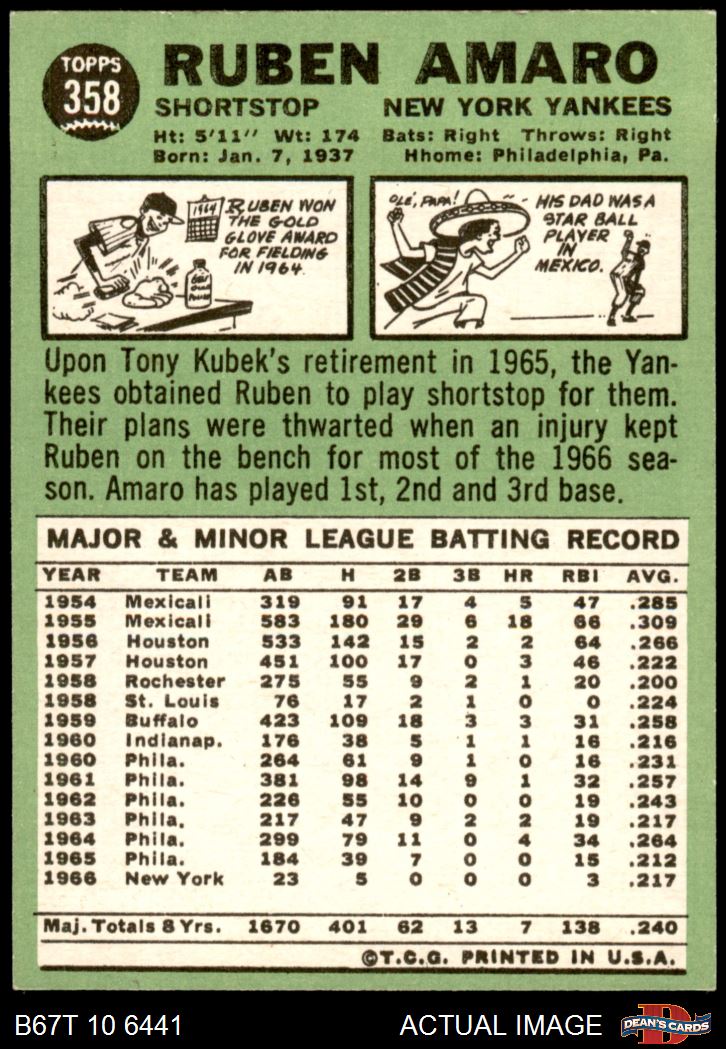 TOPPS
358
RUBEN AMARO
SHORTSTOP NEW YORK YANKEES
Ht: 5'11" Wt: 174 Bats: Right Throws: Right
Born: Jan. 7, 1937 Hhome: Philadelphia, Pa.
1964
RUBEN WON
THE GOLD
GLOVE AWARD
FOR FIELDING
IN 1964.
OLÉ, PAPA!
HIS DAD WAS A
STAR BALL
PLAYER
IN
MEXICO.
Upon Tony Kubek's retirement in 1965, the Yan-
kees obtained Ruben to play shortstop for them.
Their plans were thwarted when an injury kept
Ruben on the bench for most of the 1966 sea-
son. Amaro has played 1st, 2nd and 3rd base.
MAJOR & MINOR LEAGUE BATTING RECORD
YEAR TEAM AB H 2B 3B HR RBI AVG.
1954 Mexicali 319 91 17 4 5 47 .285
1955 Mexicali 583 180 29 6 18 66 .309
1956 Houston 533 142 15 2 2 64 .266
1957 Houston 451 100 17 0 3 46 .222
1958 Rochester 275 55 9 2 1 20 .200
1958 St. Louis 76 17 2 1 0 0 .224
1959 Buffalo 423 109 18 3 3 31 .258
1960 Indianap. 176 38 5 1 1 16 .216
1960 Phila. 264 61 9 1 0 16 .231
1961 Phila. 381 98 14 9 1 32 .257
1962 Phila. 226 55 10 0 0 19 .243
1963 Phila. 217 47 9 2 2 19 .217
1964 Phila. 299 79 11 0 4 34 .264
1965 Phila. 184 39 7 0 0 15 .212
1966 New York 23 5 0 0 0 3 .217
Maj. Totals 8 Yrs. 1670 401 62 13 7 138 .240
©T.C.G. PRINTED IN U.S.A.
B67T 10 6441 ACTUAL IMAGE DEAN'S CARDS